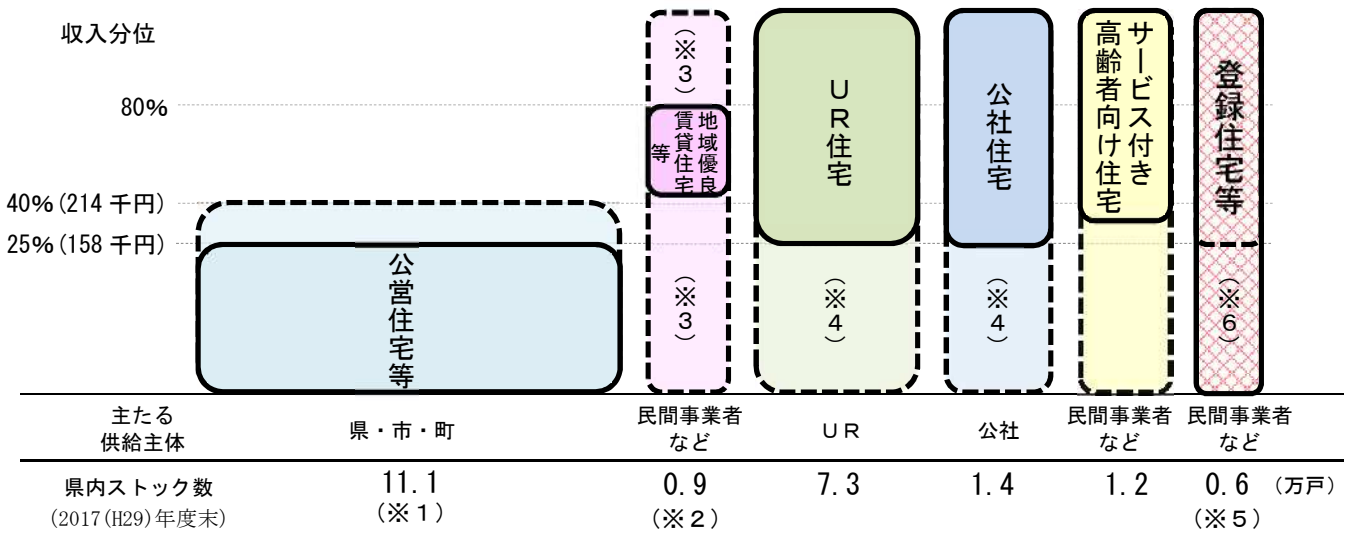 収入分位
80%
40%(214 千円)
25%(158 千円)
公営住宅等
(※3)
地域優良
賃貸住宅
等
(※3)
UR住宅
(※4)
公社住宅
(※4)
サービス付き
高齢者向け住宅
登録住宅等
(※6)
主たる
供給主体
県・市・町
民間事業者
など
UR
公社
民間事業者
など
民間事業者
など
県内ストック数
(2017(H29)年度末)
11.1
(※1)
0.9
(※2)
7.3
1.4
1.2
0.6
(※5)
(万戸)